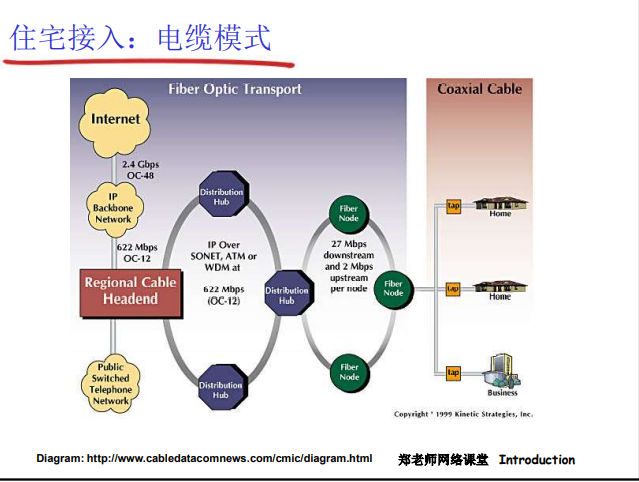 住宅接入：电缆模式
Fiber Optic Transport
Coaxial Cable
Internet
2.4 Gbps
OC-48
IP
Backbone
Network
622 Mbps
OC-12
Regional Cable
Headend
Public
Switched
Telephone
Network
Distribution
Hub
IP Over
SONET, ATM or
WDM at
622 Mbps
(OC-12)
Distribution
Hub
Distribution
Hub
Fiber
Node
27 Mbps
downstream
and 2 Mbps
upstream
per node
Fiber
Node
Fiber
Node
tap
Home
tap
Home
tap
Business
Copyright ' 1999 Kinetic Strategies, Inc.
Diagram: http://www.cabledatacomnews.com/cmic/diagram.html
郑老师网络课堂 Introduction